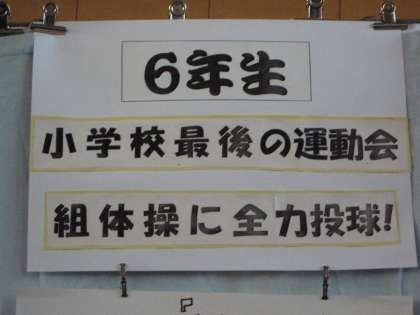 6年生
小学校最後の運動会
組体操に全力投球!